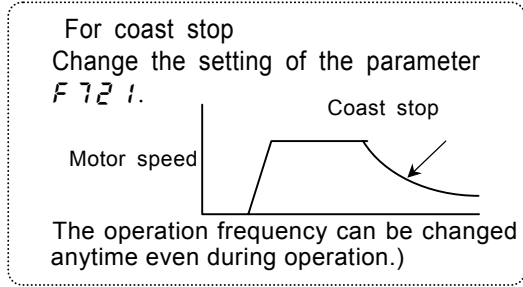 For coast stop
Change the setting of the parameter
F721.
Coast stop
Motor speed
The operation frequency can be changed
anytime even during operation.)